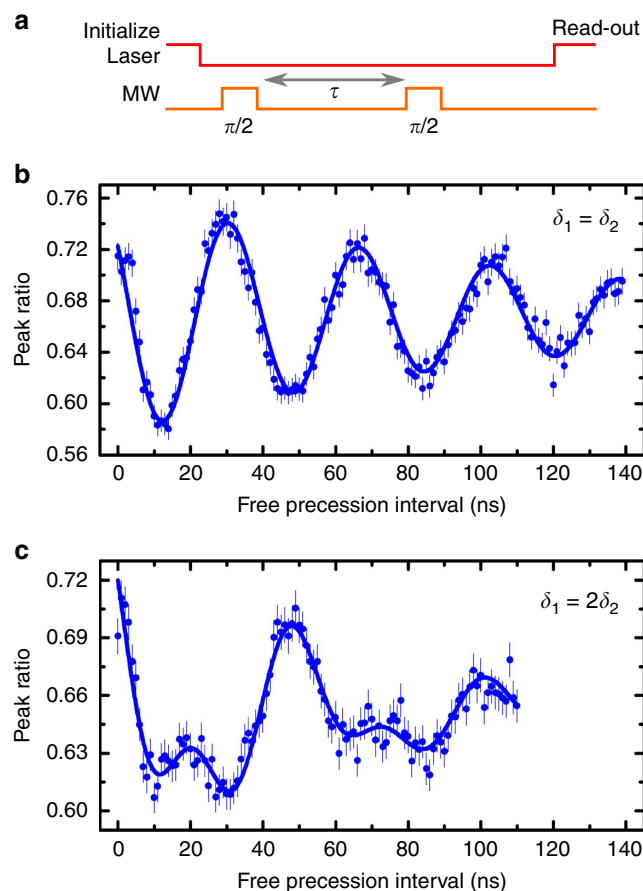 a
Initialize
Read-out
Laser
MW
τ
π/2
π/2
b
0.76
0.72
0.68
0.64
0.60
0.56
Peak ratio
δ1 = δ2
0 20 40 60 80 100 120 140
Free precession interval (ns)
c
0.72
0.69
0.66
0.63
0.60
Peak ratio
δ1 = 2δ2
0 20 40 60 80 100 120 140
Free precession interval (ns)